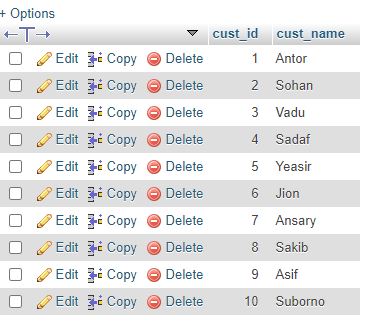 + Options
←T→ cust_id cust_name
Edit Copy Delete 1 Antor
Edit Copy Delete 2 Sohan
Edit Copy Delete 3 Vadu
Edit Copy Delete 4 Sadaf
Edit Copy Delete 5 Yeasir
Edit Copy Delete 6 Jion
Edit Copy Delete 7 Ansary
Edit Copy Delete 8 Sakib
Edit Copy Delete 9 Asif
Edit Copy Delete 10 Suborno